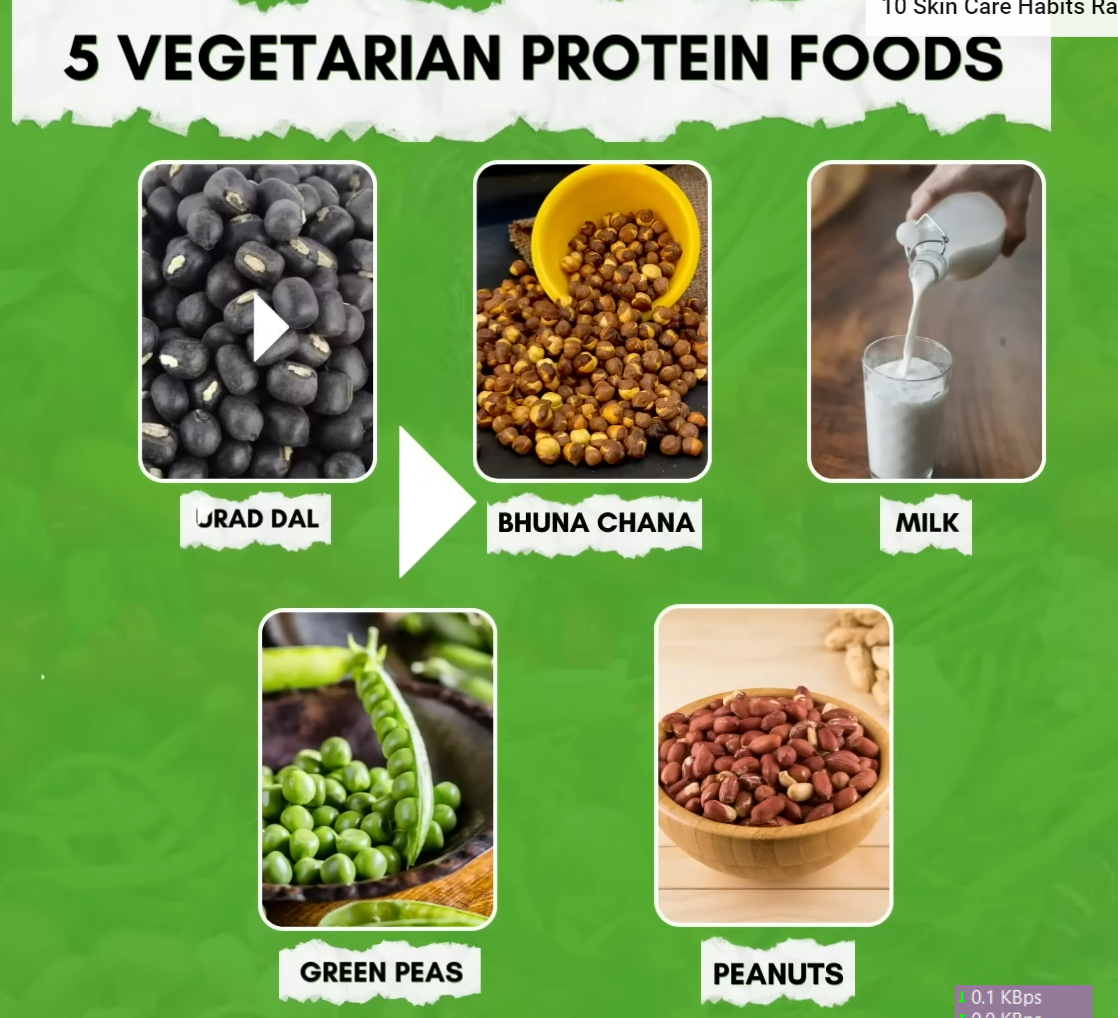 10 Skin Care Habits Ra
5 VEGETARIAN PROTEIN FOODS
URAD DAL
BHUNA CHANA
MILK
GREEN PEAS
PEANUTS
0.1 KBps
0.0 KBps